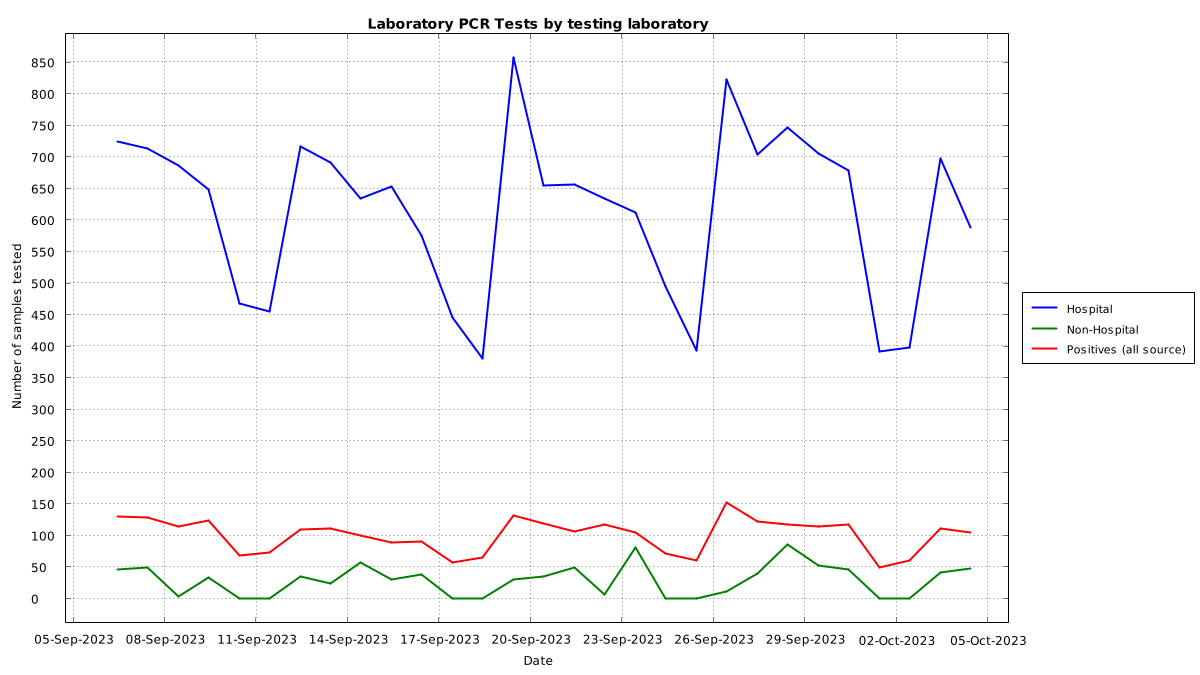 Laboratory PCR Tests by testing laboratory
850
800
750
700
650
600
550
500
450
400
350
300
250
200
150
100
50
0
Number of samples tested
05-Sep-2023 08-Sep-2023 11-Sep-2023 14-Sep-2023 17-Sep-2023 20-Sep-2023 23-Sep-2023 26-Sep-2023 29-Sep-2023 02-Oct-2023 05-Oct-2023
Date
Hospital
Non-Hospital
Positives (all source)